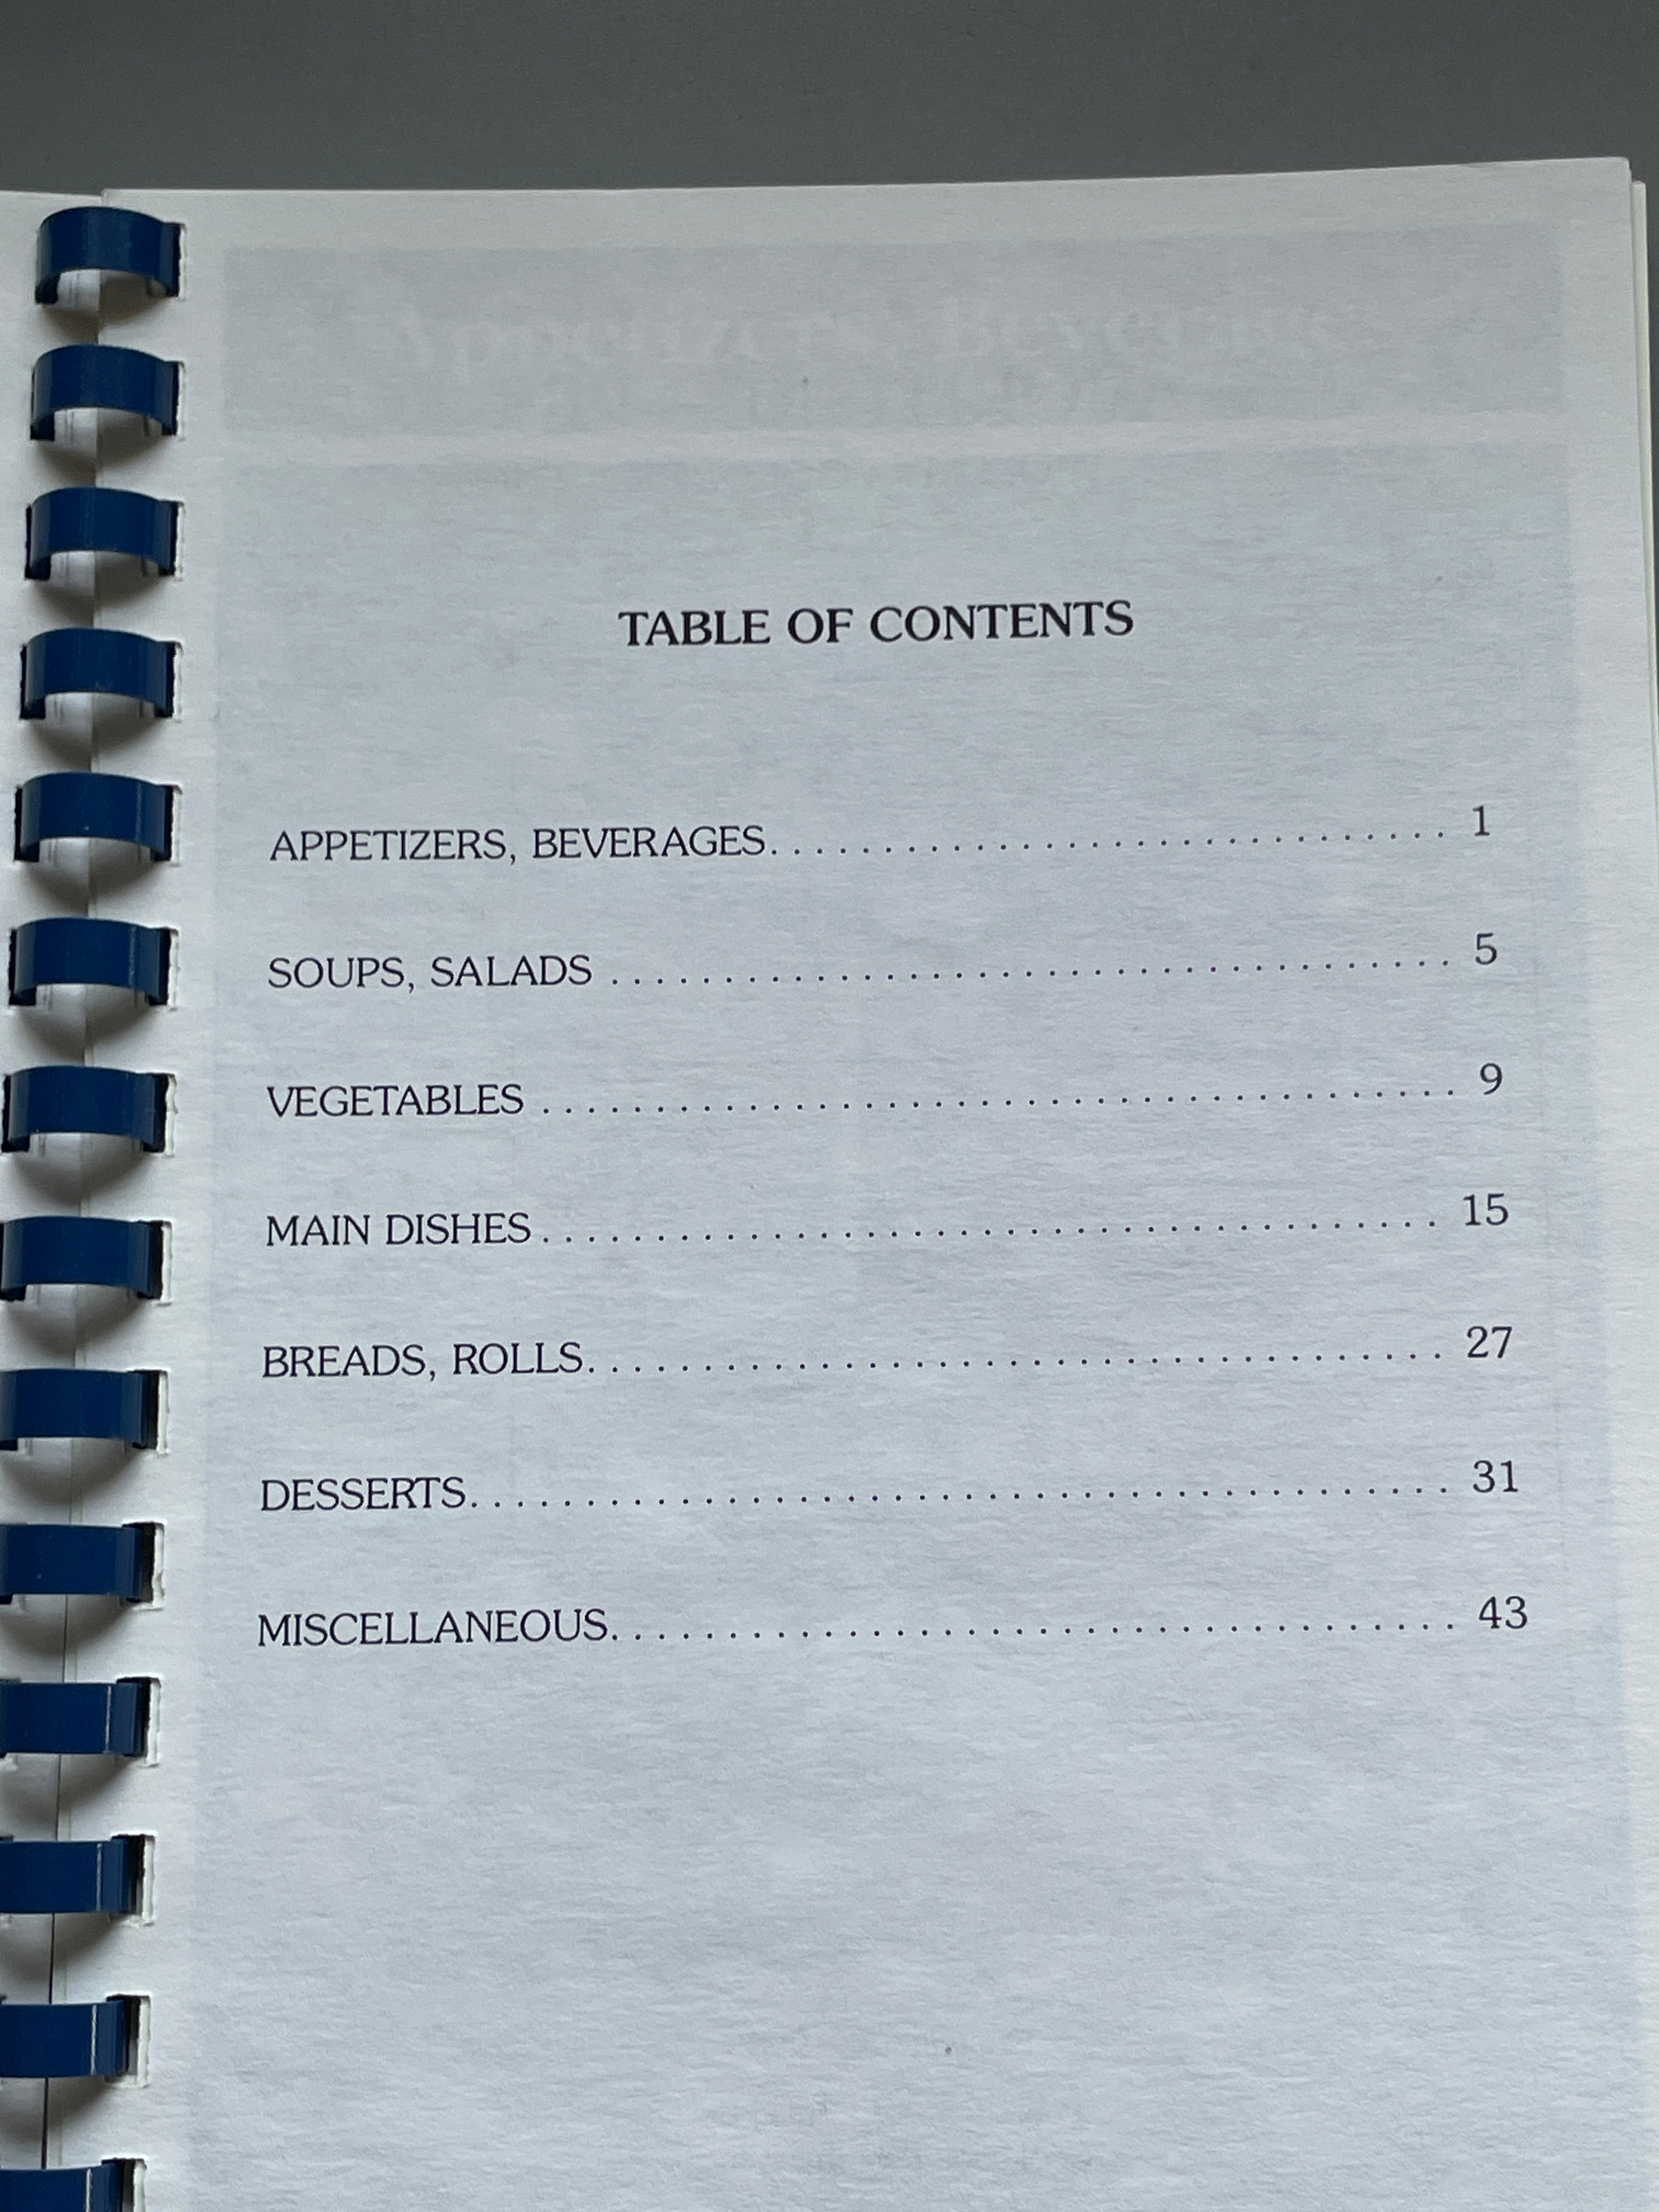 TABLE OF CONTENTS
APPETIZERS, BEVERAGES. . . . . . . . . . . . . . . . . . . . . . . . . . . . . 1
SOUPS, SALADS . . . . . . . . . . . . . . . . . . . . . . . . . . . . . . . . . . . . 5
VEGETABLES . . . . . . . . . . . . . . . . . . . . . . . . . . . . . . . . . . . . . . . 9
MAIN DISHES . . . . . . . . . . . . . . . . . . . . . . . . . . . . . . . . . . . . . . 15
BREADS, ROLLS. . . . . . . . . . . . . . . . . . . . . . . . . . . . . . . . . . . . . 27
DESSERTS. . . . . . . . . . . . . . . . . . . . . . . . . . . . . . . . . . . . . . . . . . 31
MISCELLANEOUS. . . . . . . . . . . . . . . . . . . . . . . . . . . . . . . . . . . . 43